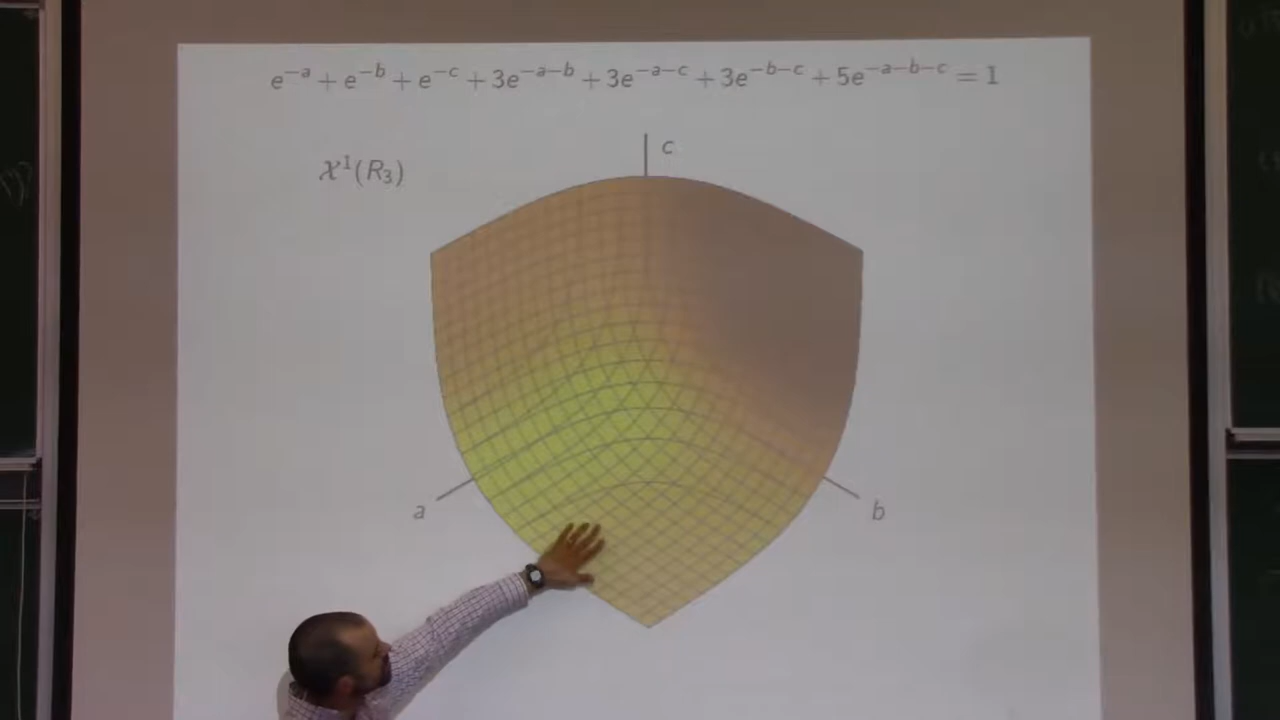 e^{-a} + e^{-b} + e^{-c} + 3e^{-a-b} + 3e^{-a-c} + 3e^{-b-c} + 5e^{-a-b-c} = 1
c
𝒳¹(R₃)
a
b